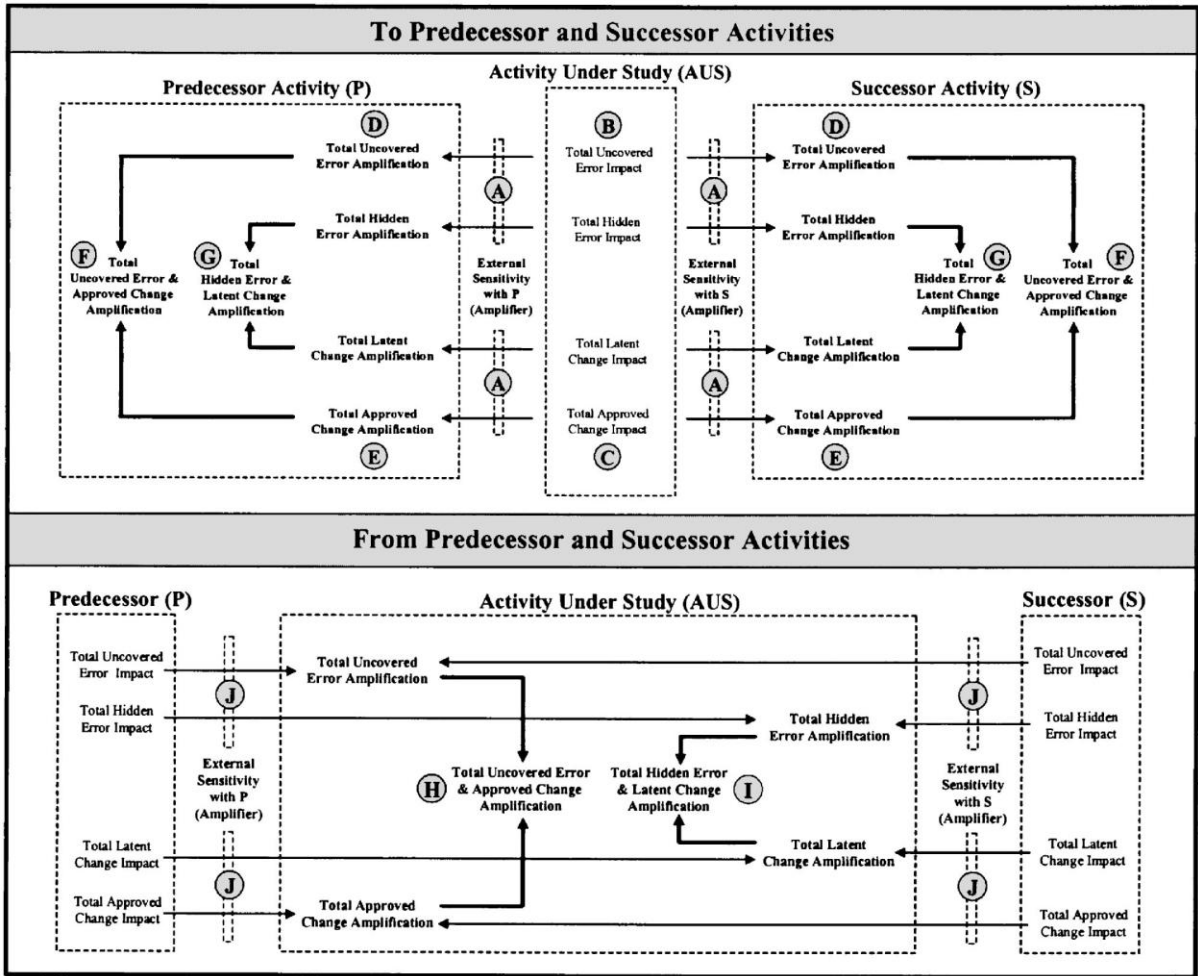 To Predecessor and Successor Activities
Activity Under Study (AUS)
Predecessor Activity (P)
Successor Activity (S)
D
B
D
Total Uncovered
Error Amplification
Total Uncovered
Error Impact
Total Uncovered
Error Amplification
A
A
Total Hidden
Error Amplification
Total Hidden
Error Impact
Total Hidden
Error Amplification
F
Total
Uncovered Error &
Approved Change
Amplification
G
Total
Hidden Error &
Latent Change
Amplification
External
Sensitivity
with P
(Amplifier)
External
Sensitivity
with S
(Amplifier)
G
Total
Hidden Error &
Latent Change
Amplification
F
Total
Uncovered Error &
Approved Change
Amplification
Total Latent
Change Amplification
Total Latent
Change Impact
Total Latent
Change Amplification
A
A
Total Approved
Change Amplification
Total Approved
Change Impact
Total Approved
Change Amplification
E
C
E
From Predecessor and Successor Activities
Predecessor (P)
Activity Under Study (AUS)
Successor (S)
Total Uncovered
Error Impact
Total Uncovered
Error Amplification
Total Uncovered
Error Impact
J
J
Total Hidden
Error Impact
Total Hidden
Error Amplification
Total Hidden
Error Impact
External
Sensitivity
with P
(Amplifier)
H
Total Uncovered Error
& Approved Change
Amplification
Total Hidden Error
& Latent Change
Amplification
I
External
Sensitivity
with S
(Amplifier)
Total Latent
Change Impact
Total Latent
Change Amplification
Total Latent
Change Impact
J
J
Total Approved
Change Impact
Total Approved
Change Amplification
Total Approved
Change Impact